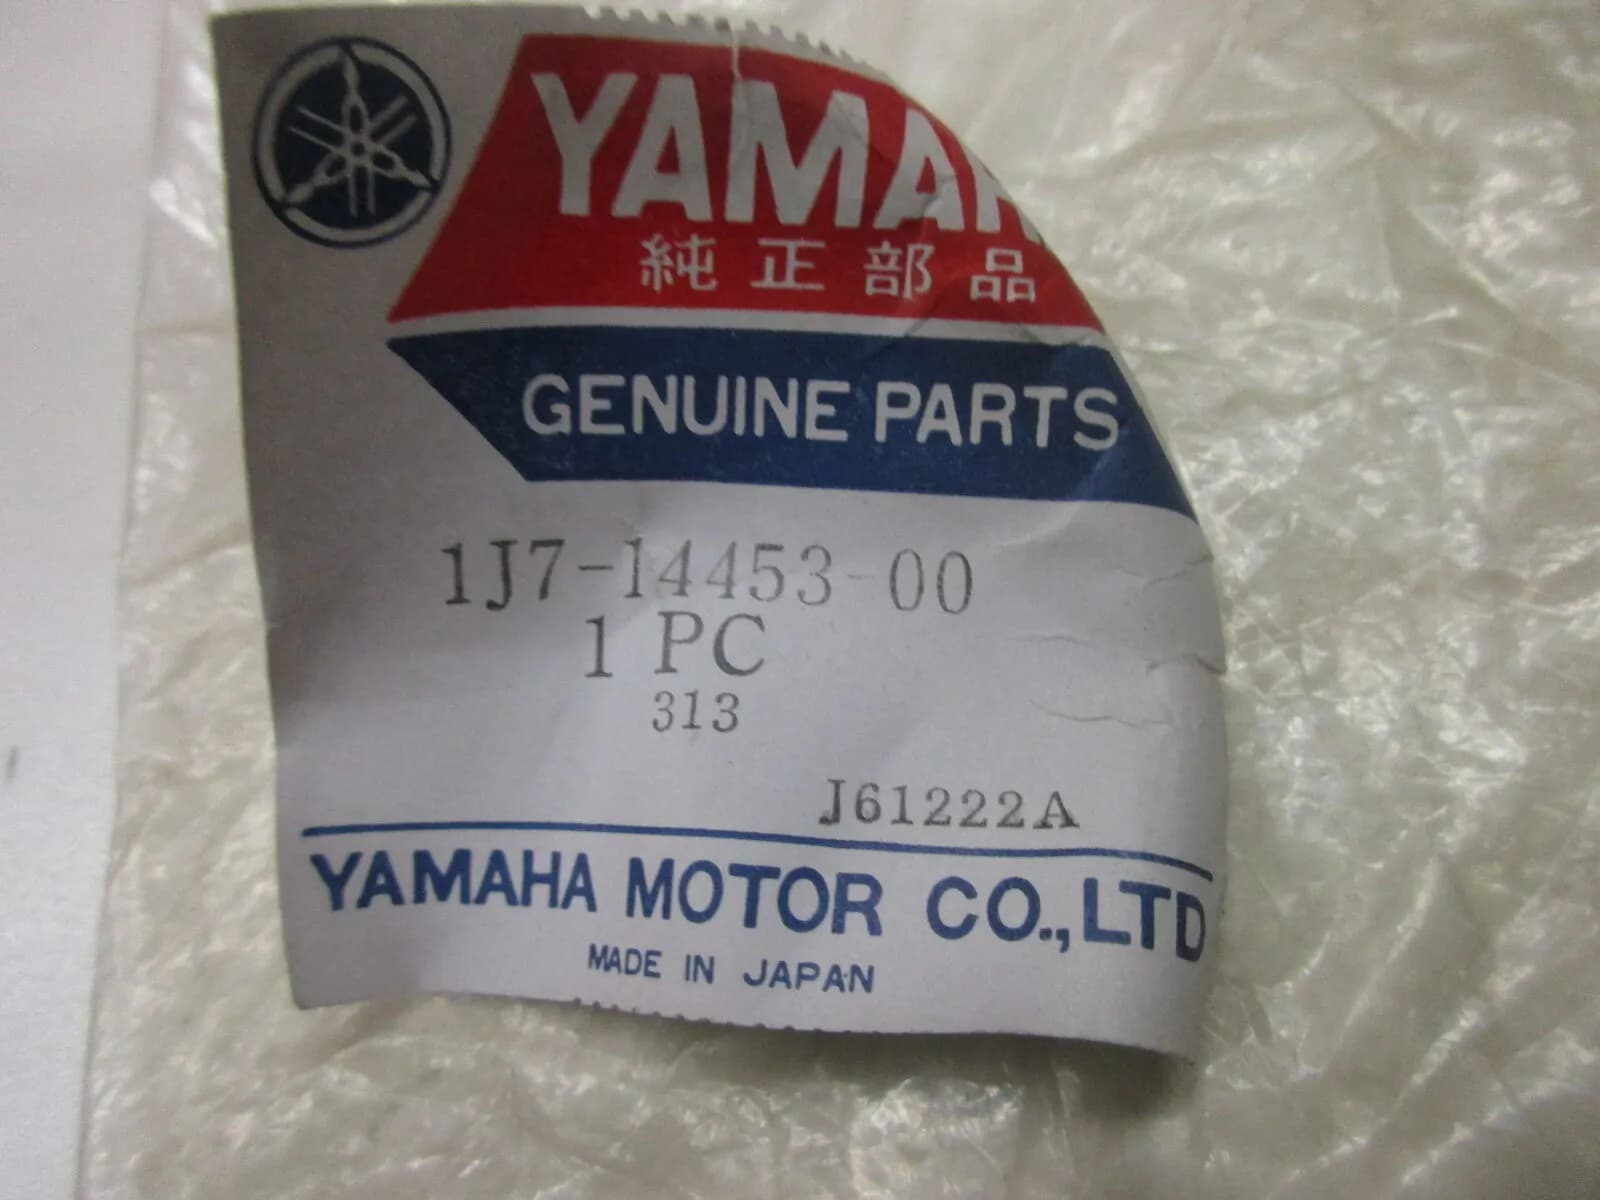 YAMAH
純正部品
GENUINE PARTS
1J7-14453-00
1 PC
313
J61222A
YAMAHA MOTOR CO.,LTD
MADE IN JAPAN